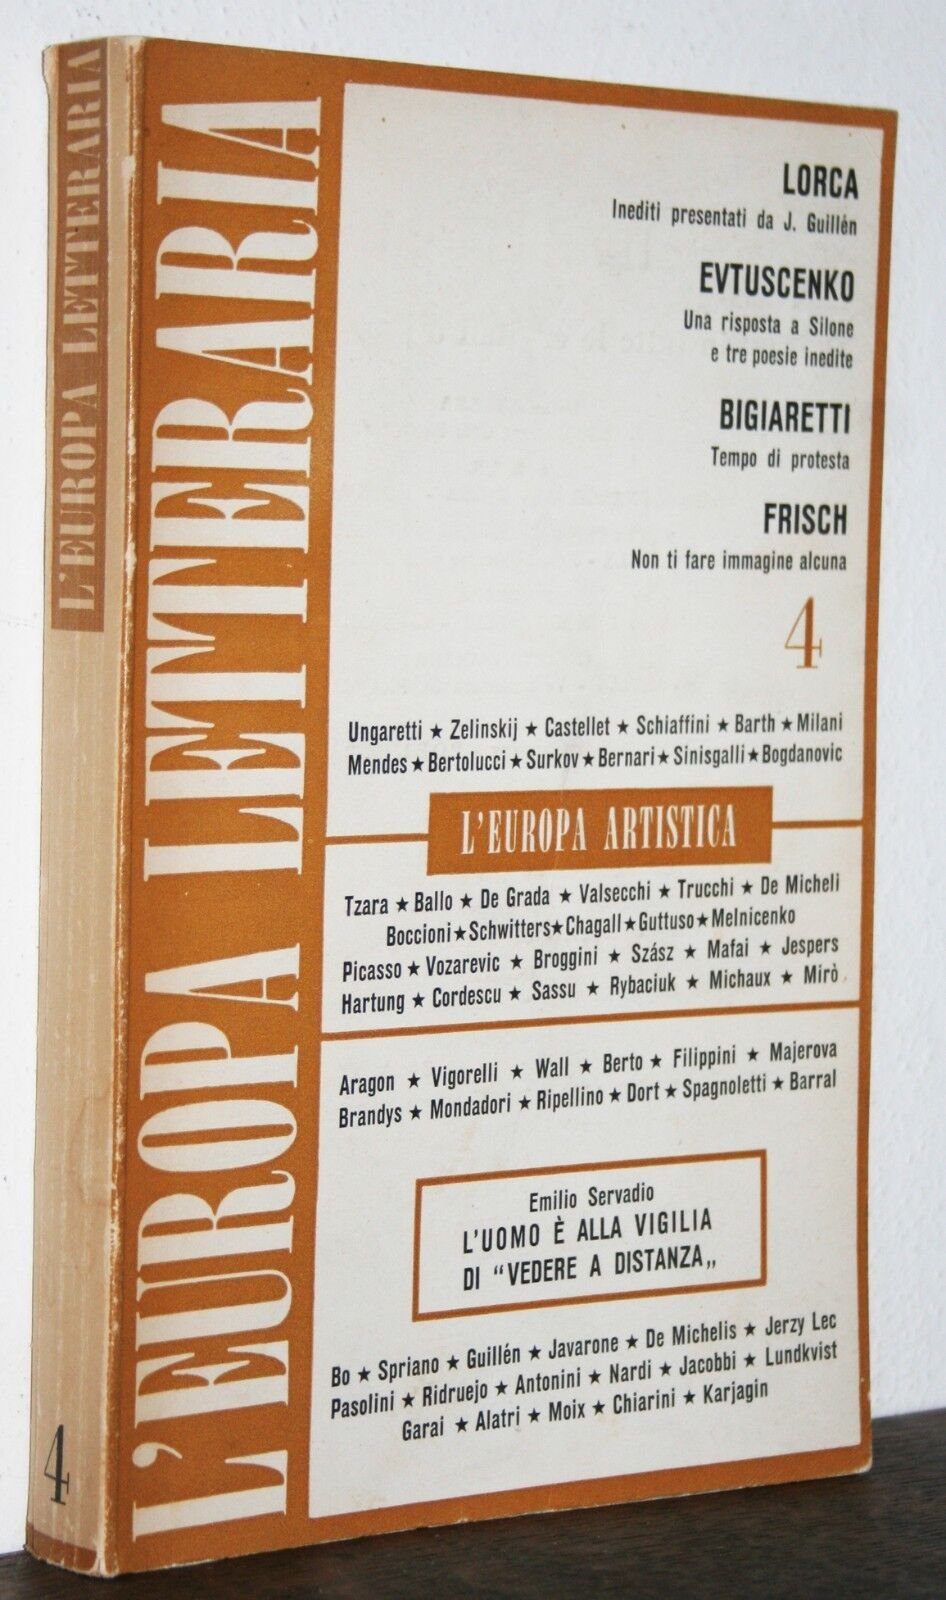 L'EUROPA LETTERARIA
4
L'EUROPA LETTERARIA
LORCA
Inediti presentati da J. Guillén
EVTUSCENKO
Una risposta a Silone
e tre poesie inedite
BIGIARETTI
Tempo di protesta
FRISCH
Non ti fare immagine alcuna
4
Ungaretti ★ Zelinskij ★ Castellet ★ Schiaffini ★ Barth ★ Milani
Mendes ★ Bertolucci ★ Surkov ★ Bernari ★ Sinisgalli ★ Bogdanovic
L'EUROPA ARTISTICA
Tzara ★ Ballo ★ De Grada ★ Valsecchi ★ Trucchi ★ De Micheli
Boccioni ★ Schwitters ★ Chagall ★ Guttuso ★ Melnicenko
Picasso ★ Vozarevic ★ Broggini ★ Szász ★ Mafai ★ Jespers
Hartung ★ Cordescu ★ Sassu ★ Rybaciuk ★ Michaux ★ Mirò
Aragon ★ Vigorelli ★ Wall ★ Berto ★ Filippini ★ Majerova
Brandys ★ Mondadori ★ Ripellino ★ Dort ★ Spagnoletti ★ Barral
Emilio Servadio
L'UOMO È ALLA VIGILIA
DI "VEDERE A DISTANZA„
Bo ★ Spriano ★ Guillén ★ Javarone ★ De Michelis ★ Jerzy Lec
Pasolini ★ Ridruejo ★ Antonini ★ Nardi ★ Jacobbi ★ Lundkvist
Garai ★ Alatri ★ Moix ★ Chiarini ★ Karjagin